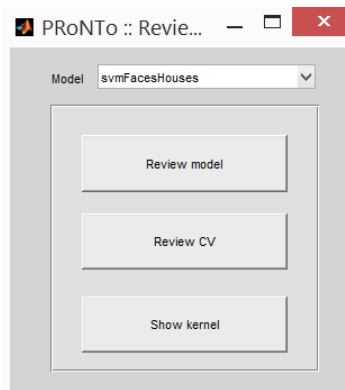 PRoNTo :: Revie...
Model svmFacesHouses
Review model
Review CV
Show kernel